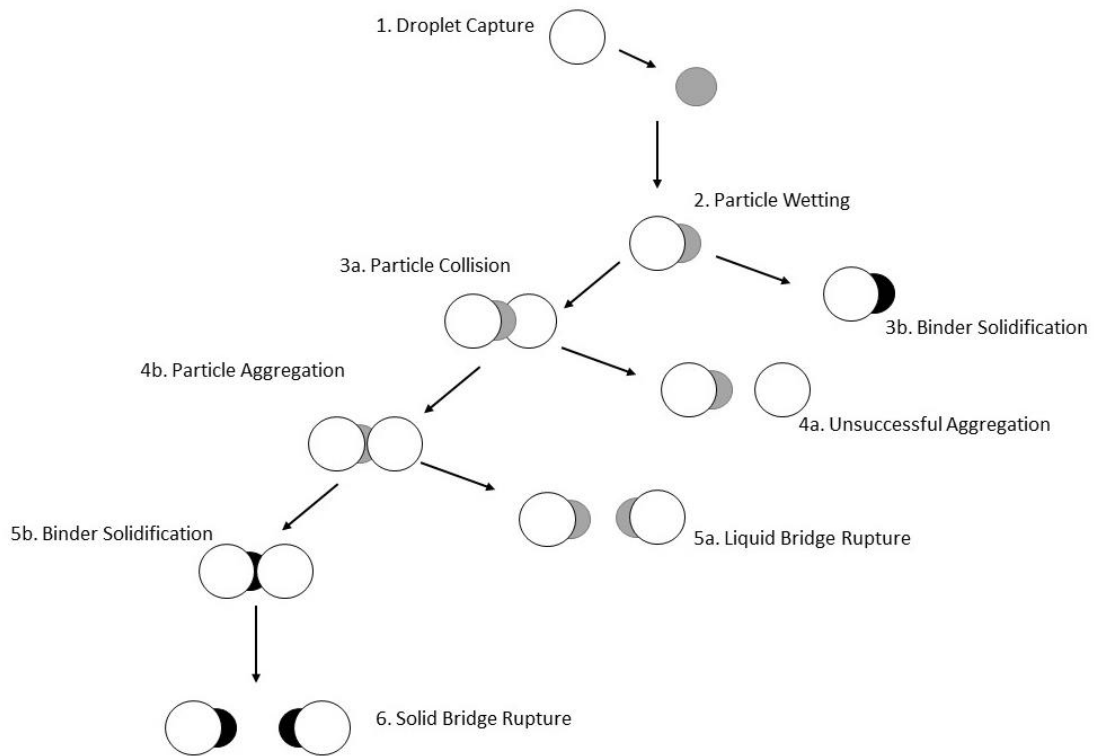 1. Droplet Capture
2. Particle Wetting
3a. Particle Collision
3b. Binder Solidification
4b. Particle Aggregation
4a. Unsuccessful Aggregation
5b. Binder Solidification
5a. Liquid Bridge Rupture
6. Solid Bridge Rupture